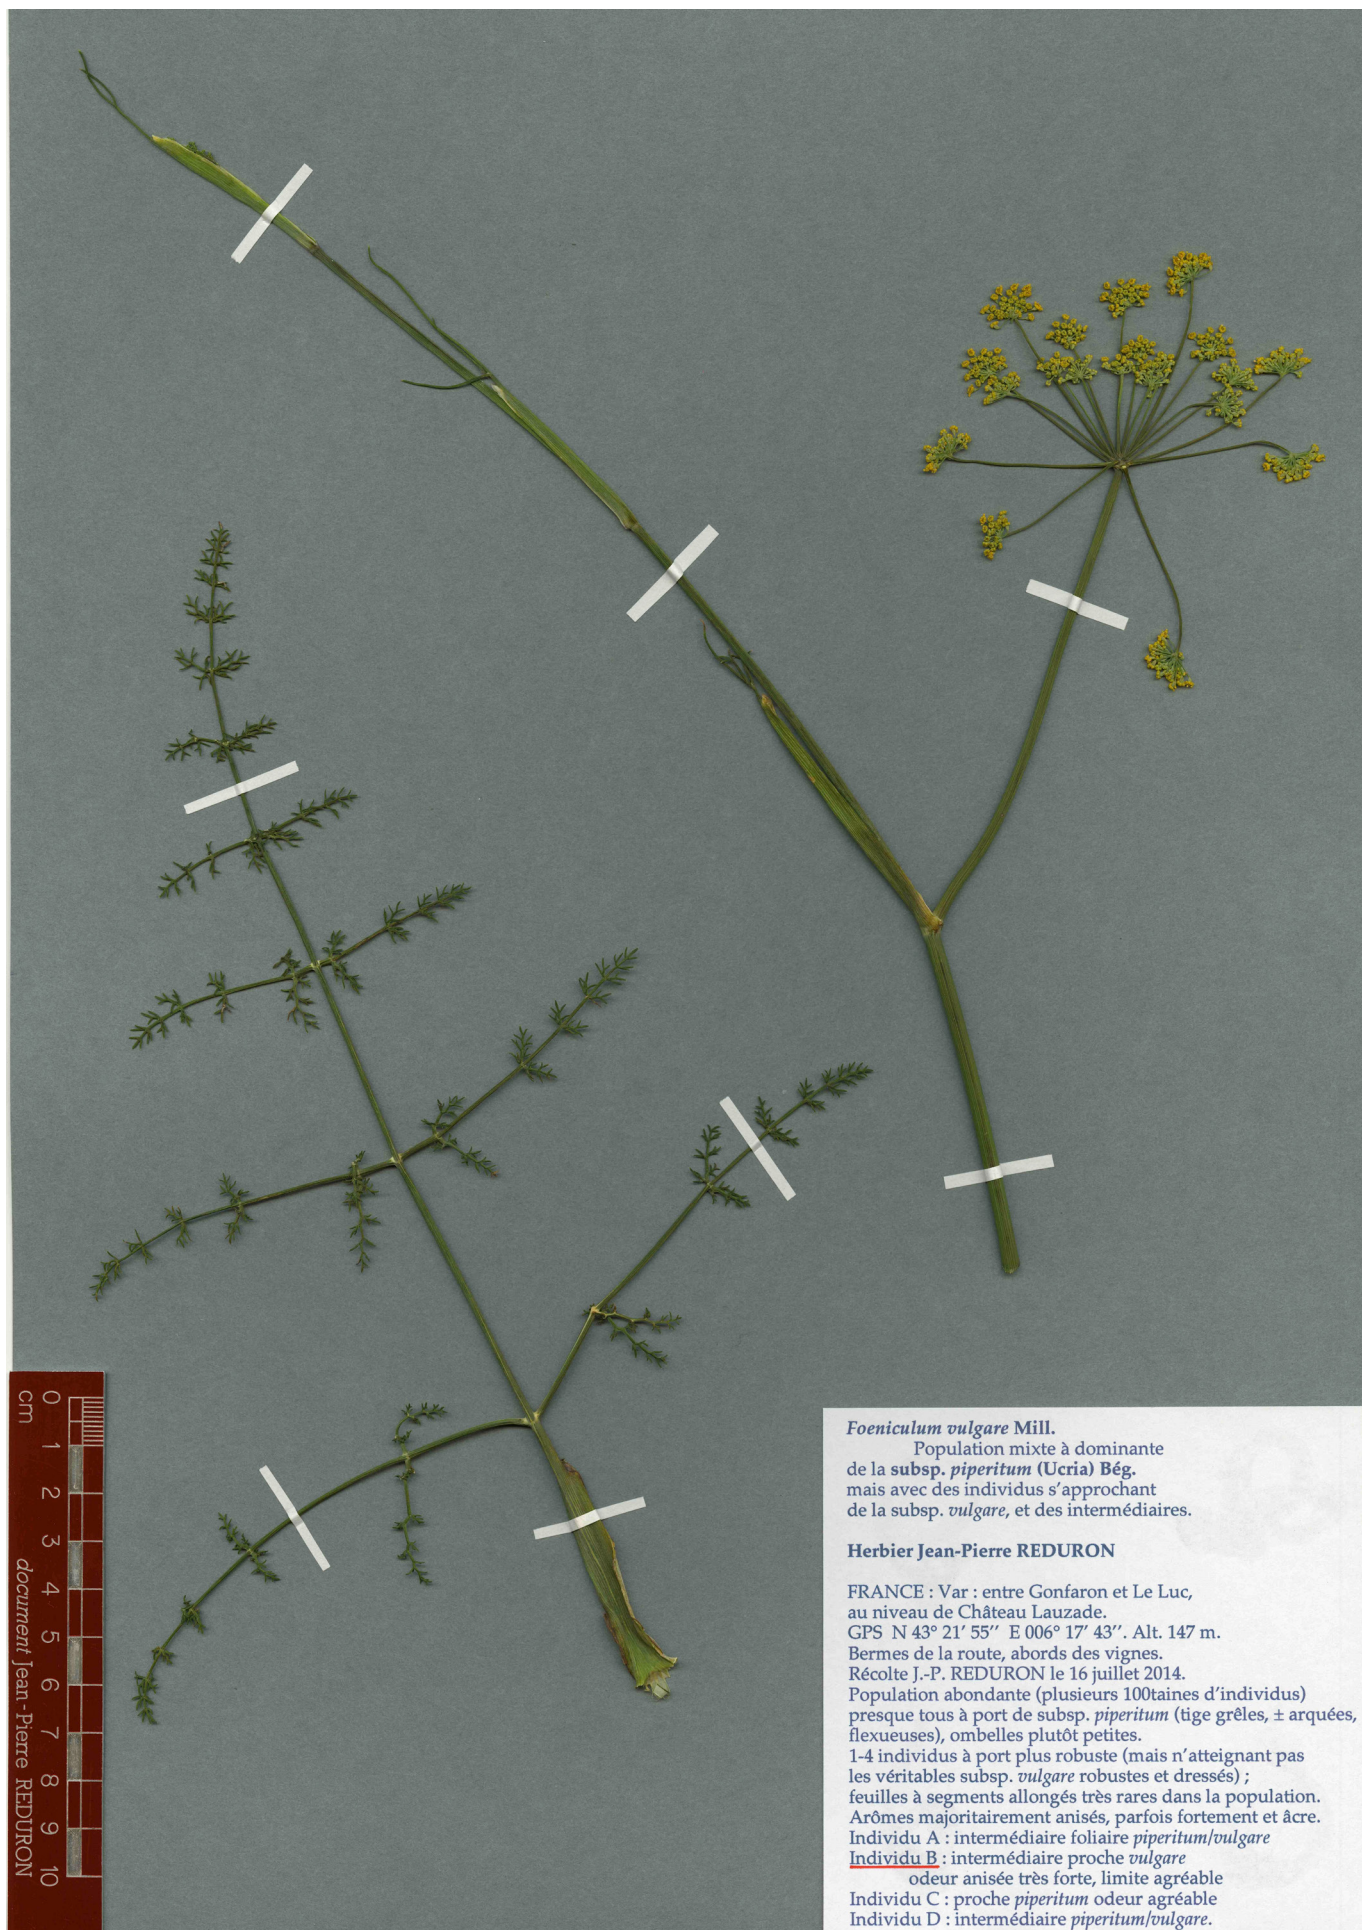 Foeniculum vulgare Mill.
Population mixte à dominante
de la subsp. piperitum (Ucria) Bég.
mais avec des individus s'approchant
de la subsp. vulgare, et des intermédiaires.
Herbier Jean-Pierre REDURON
FRANCE : Var : entre Gonfaron et Le Luc,
au niveau de Château Lauzade.
GPS N 43° 21' 55'' E 006° 17' 43''. Alt. 147 m.
Bermes de la route, abords des vignes.
Récolte J.-P. REDURON le 16 juillet 2014.
Population abondante (plusieurs 100taines d'individus)
presque tous à port de subsp. piperitum (tige grêles, ± arquées,
flexueuses), ombelles plutôt petites.
1-4 individus à port plus robuste (mais n'atteignant pas
les véritables subsp. vulgare robustes et dressés) ;
feuilles à segments allongés très rares dans la population.
Arômes majoritairement anisés, parfois fortement et âcre.
Individu A : intermédiaire foliaire piperitum/vulgare
Individu B : intermédiaire proche vulgare
odeur anisée très forte, limite agréable
Individu C : proche piperitum odeur agréable
Individu D : intermédiaire piperitum/vulgare.
0 1 2 3 4 5 6 7 8 9 10
cm
document Jean-Pierre REDURON